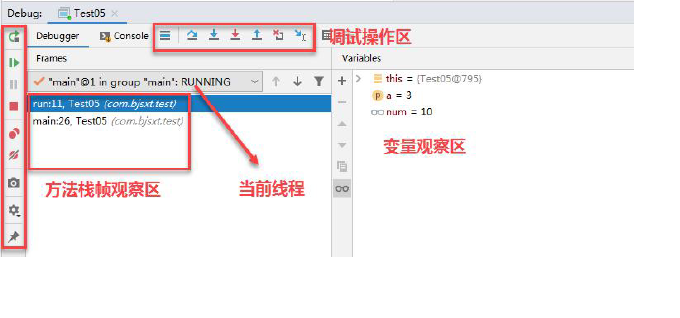 Debug: Test05
Debugger Console 调试操作区
Frames Variables
"main"@1 in group "main": RUNNING
this = {Test05@795}
run:11, Test05 (com.bjsxt.test)
a = 3
main:26, Test05 (com.bjsxt.test)
num = 10
变量观察区
方法栈帧观察区
当前线程